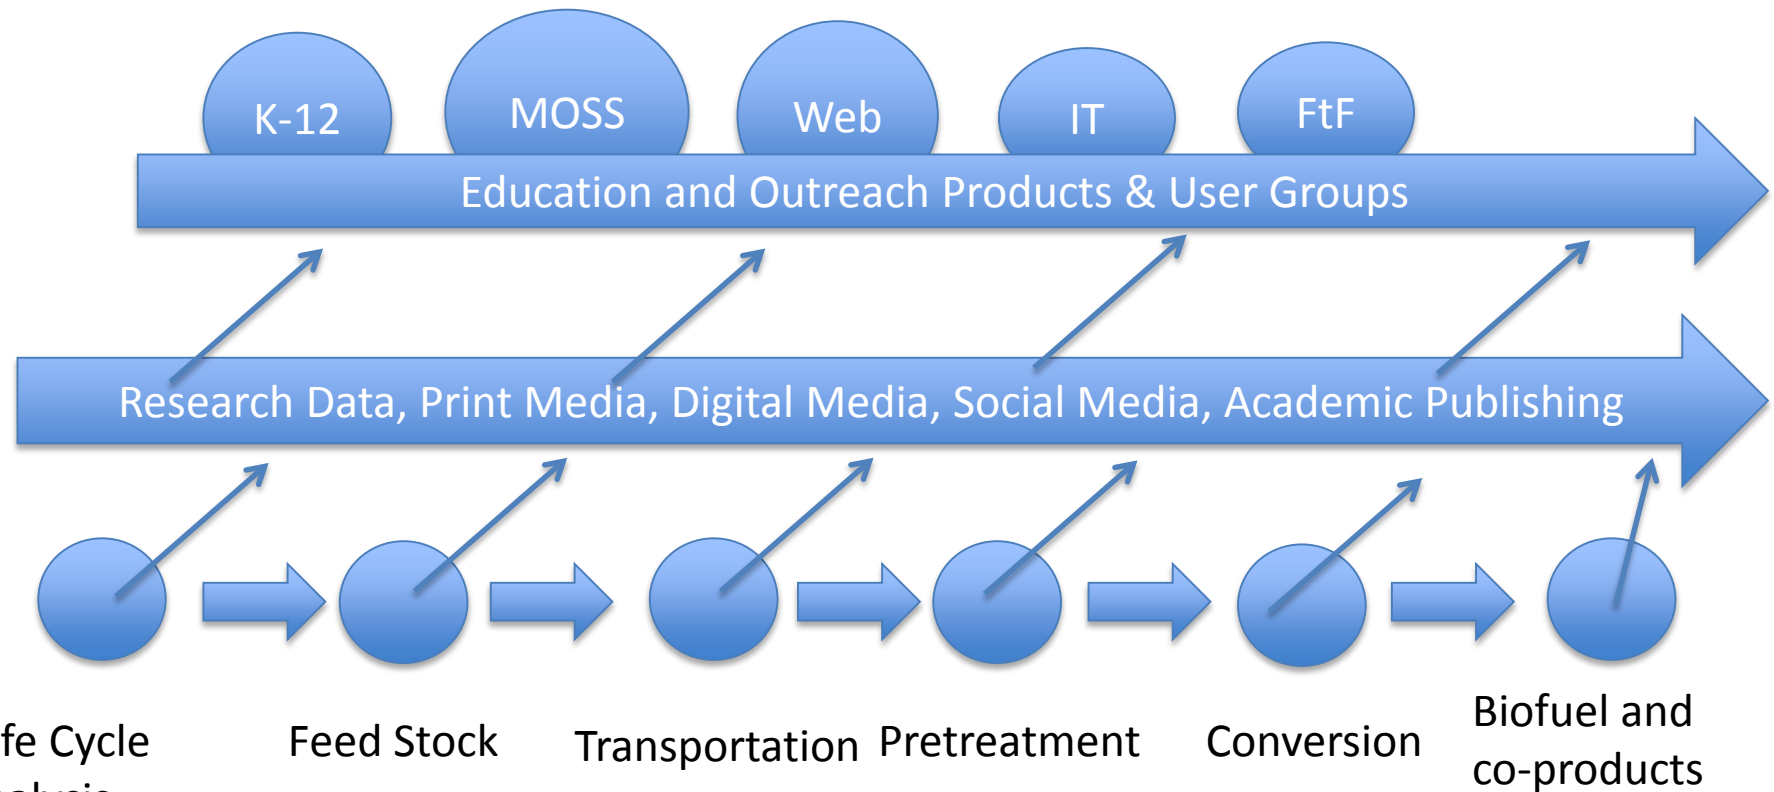 K-12
MOSS
Web
IT
FtF
Education and Outreach Products & User Groups
Research Data, Print Media, Digital Media, Social Media, Academic Publishing
fe Cycle
Feed Stock
Transportation
Pretreatment
Conversion
Biofuel and
co-products